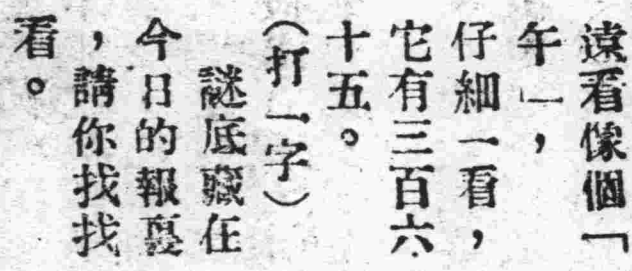 遠看像個「
午」，
仔細一看，
它有三百六
十五。
（打一字）
謎底藏在
今日的報裏
，請你找找
看。